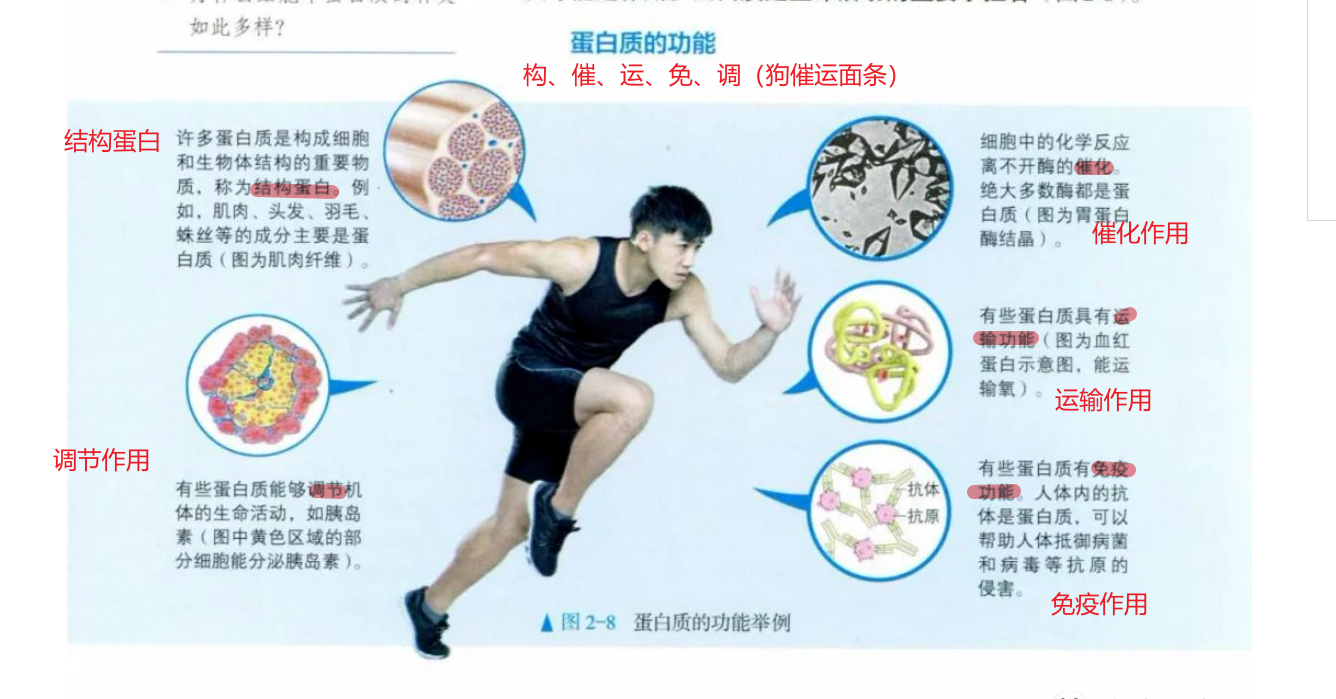 如此多样？
蛋白质的功能
构、催、运、免、调（狗催运面条）
结构蛋白
许多蛋白质是构成细胞
和生物体结构的重要物
质，称为结构蛋白。例
如，肌肉、头发、羽毛、
蛛丝等的成分主要是蛋
白质（图为肌肉纤维）。
细胞中的化学反应
离不开酶的催化。
绝大多数酶都是蛋
白质（图为胃蛋白
酶结晶）。
催化作用
有些蛋白质具有运
输功能（图为血红
蛋白示意图，能运
输氧）。
运输作用
调节作用
有些蛋白质能够调节机
体的生命活动，如胰岛
素（图中黄色区域的部
分细胞能分泌胰岛素）。
抗体
抗原
有些蛋白质有免疫
功能。人体内的抗
体是蛋白质，可以
帮助人体抵御病菌
和病毒等抗原的
侵害。
免疫作用
▲图2-8 蛋白质的功能举例